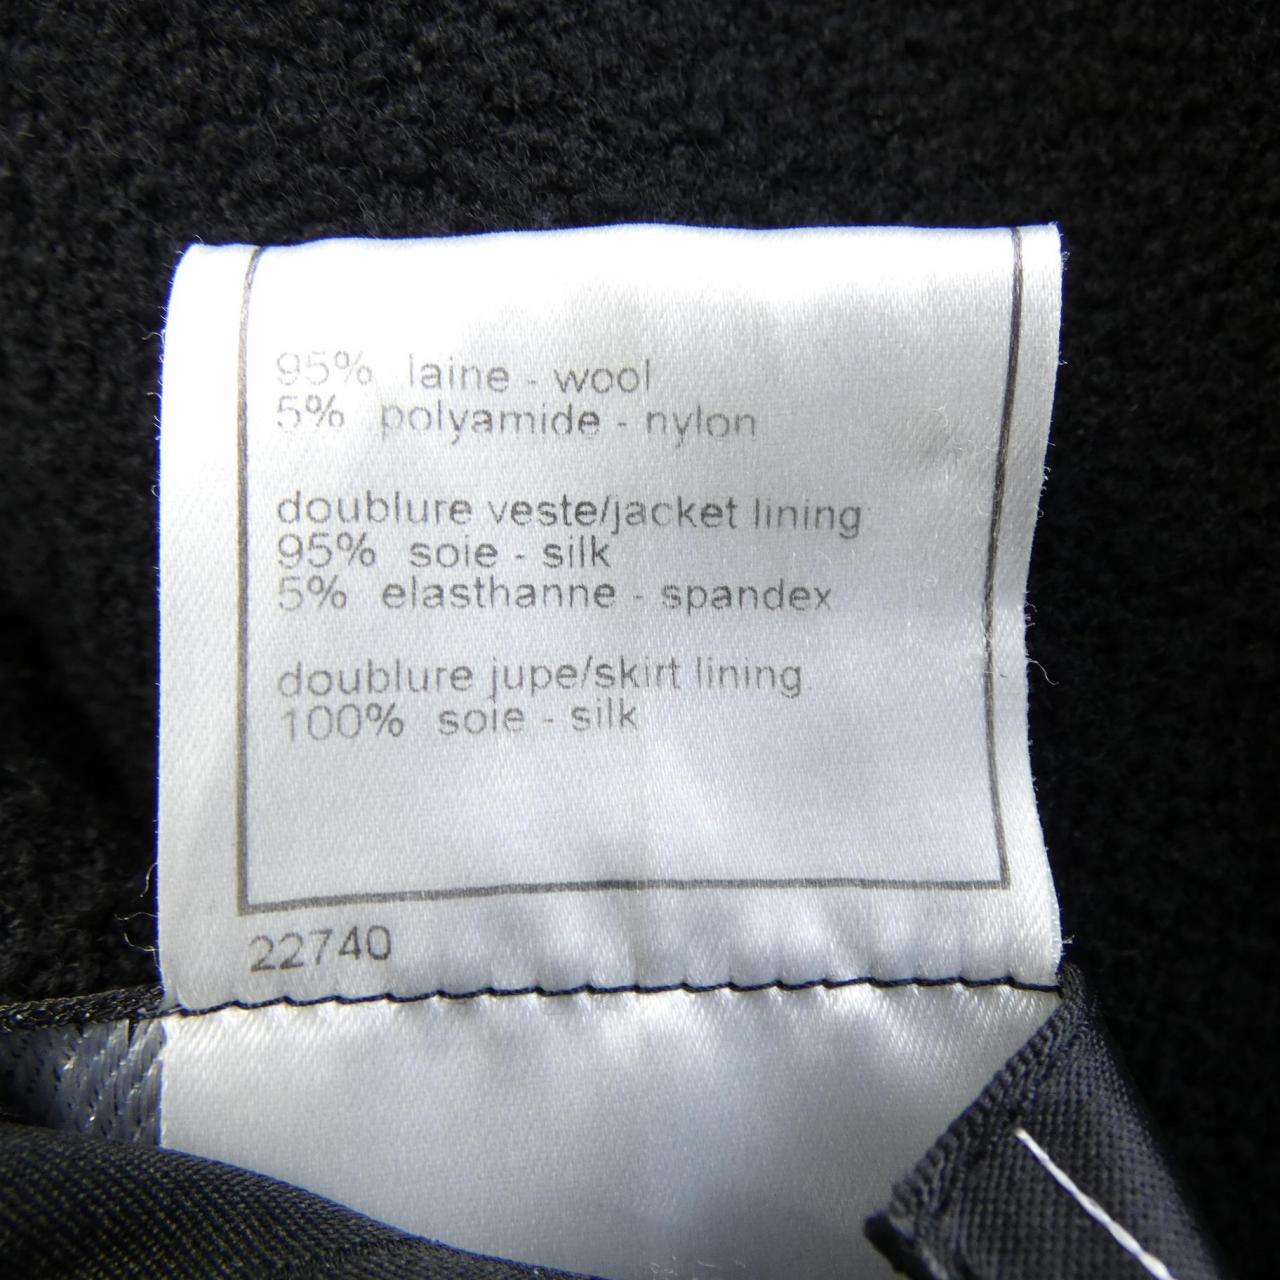 95% laine - wool
5% polyamide - nylon
doublure veste/jacket lining
95% soie - silk
5% elasthanne - spandex
doublure jupe/skirt lining
100% soie - silk
22740